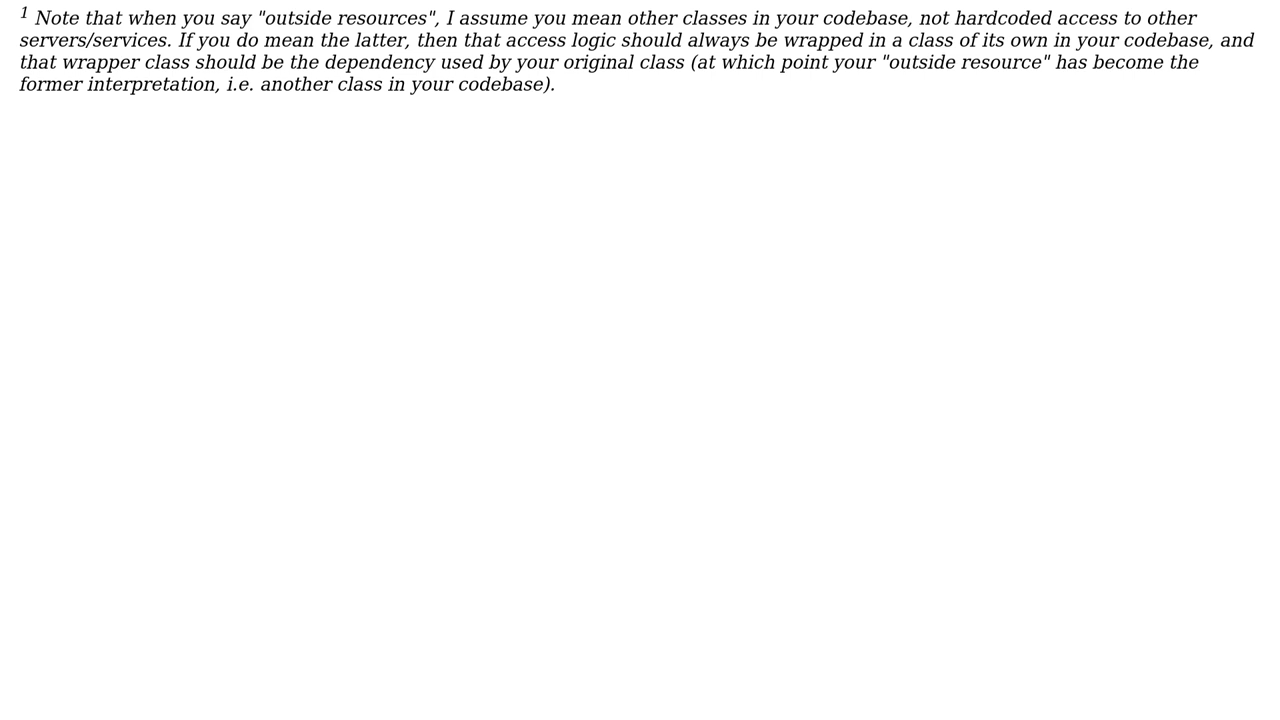 1 Note that when you say "outside resources", I assume you mean other classes in your codebase, not hardcoded access to other
servers/services. If you do mean the latter, then that access logic should always be wrapped in a class of its own in your codebase, and
that wrapper class should be the dependency used by your original class (at which point your "outside resource" has become the
former interpretation, i.e. another class in your codebase).